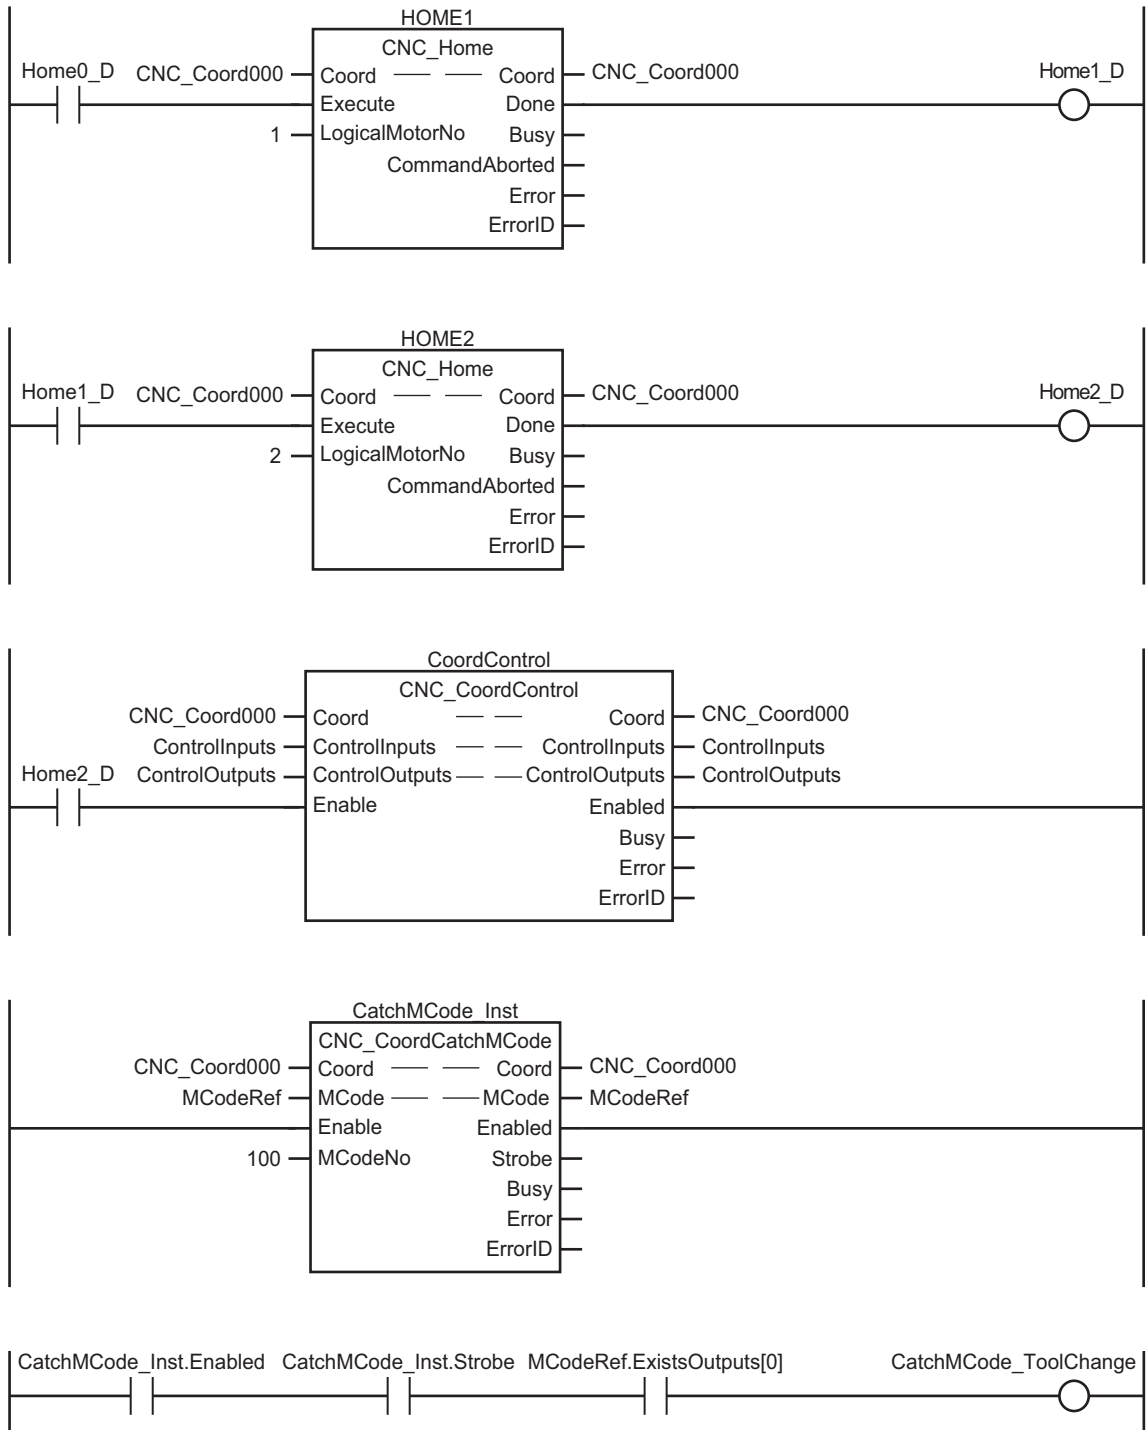 HOME1
CNC_Home
Home0_D CNC_Coord000 Coord Coord CNC_Coord000 Home1_D
Execute Done
1 LogicalMotorNo Busy
CommandAborted
Error
ErrorID
HOME2
CNC_Home
Home1_D CNC_Coord000 Coord Coord CNC_Coord000 Home2_D
Execute Done
2 LogicalMotorNo Busy
CommandAborted
Error
ErrorID
CoordControl
CNC_CoordControl
CNC_Coord000 Coord Coord CNC_Coord000
ControlInputs ControlInputs ControlInputs ControlInputs
Home2_D ControlOutputs ControlOutputs ControlOutputs ControlOutputs
Enable Enabled
Busy
Error
ErrorID
CatchMCode_Inst
CNC_CoordCatchMCode
CNC_Coord000 Coord Coord CNC_Coord000
MCodeRef MCode MCode MCodeRef
Enable Enabled
100 MCodeNo Strobe
Busy
Error
ErrorID
CatchMCode_Inst.Enabled CatchMCode_Inst.Strobe MCodeRef.ExistsOutputs[0] CatchMCode_ToolChange